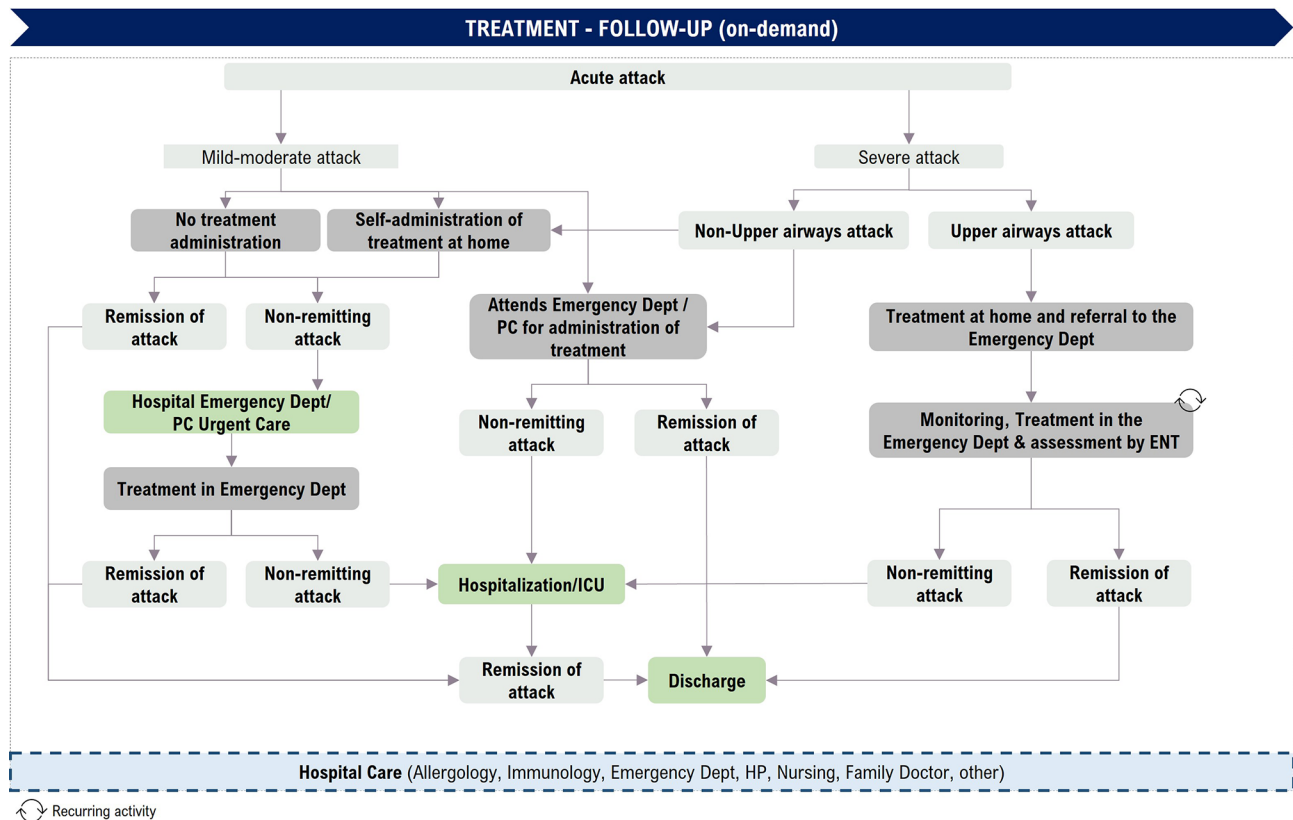 TREATMENT - FOLLOW-UP (on-demand)
Acute attack
Mild-moderate attack
Severe attack
No treatment
administration
Self-administration of
treatment at home
Non-Upper airways attack
Upper airways attack
Remission of
attack
Non-remitting
attack
Attends Emergency Dept /
PC for administration of
treatment
Treatment at home and referral to the
Emergency Dept
Hospital Emergency Dept/
PC Urgent Care
Non-remitting
attack
Remission of
attack
Monitoring, Treatment in the
Emergency Dept & assessment by ENT
Treatment in Emergency Dept
Remission of
attack
Non-remitting
attack
Hospitalization/ICU
Non-remitting
attack
Remission of
attack
Remission of
attack
Discharge
Hospital Care (Allergology, Immunology, Emergency Dept, HP, Nursing, Family Doctor, other)
Recurring activity